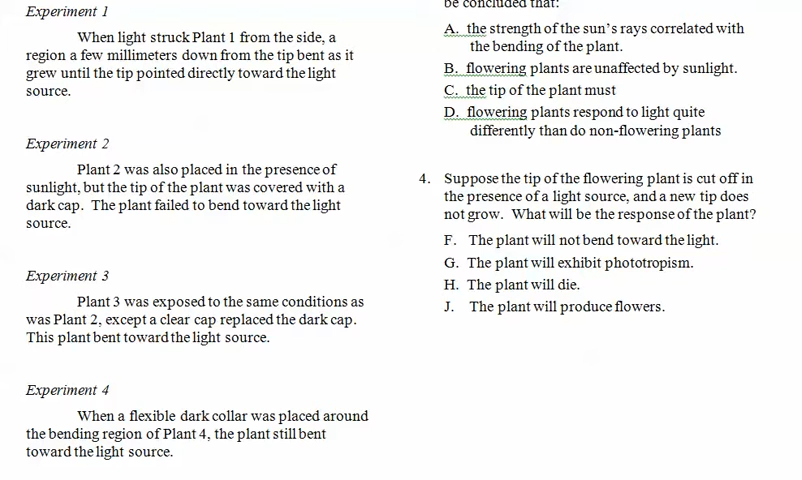 Experiment 1
When light struck Plant 1 from the side, a
region a few millimeters down from the tip bent as it
grew until the tip pointed directly toward the light
source.
Experiment 2
Plant 2 was also placed in the presence of
sunlight, but the tip of the plant was covered with a
dark cap. The plant failed to bend toward the light
source.
Experiment 3
Plant 3 was exposed to the same conditions as
was Plant 2, except a clear cap replaced the dark cap.
This plant bent toward the light source.
Experiment 4
When a flexible dark collar was placed around
the bending region of Plant 4, the plant still bent
toward the light source.
be concluded that:
A. the strength of the sun's rays correlated with
the bending of the plant.
B. flowering plants are unaffected by sunlight.
C. the tip of the plant must
D. flowering plants respond to light quite
differently than do non-flowering plants
4. Suppose the tip of the flowering plant is cut off in
the presence of a light source, and a new tip does
not grow. What will be the response of the plant?
F. The plant will not bend toward the light.
G. The plant will exhibit phototropism.
H. The plant will die.
J. The plant will produce flowers.